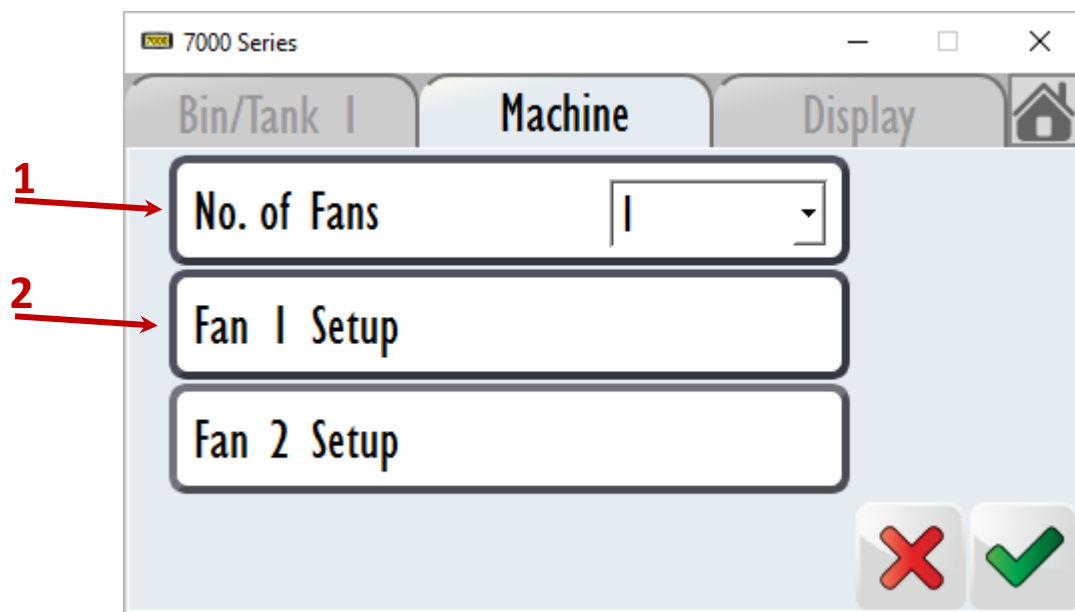 7000 Series
Bin/Tank 1 Machine Display
1
No. of Fans 1
2
Fan 1 Setup
Fan 2 Setup